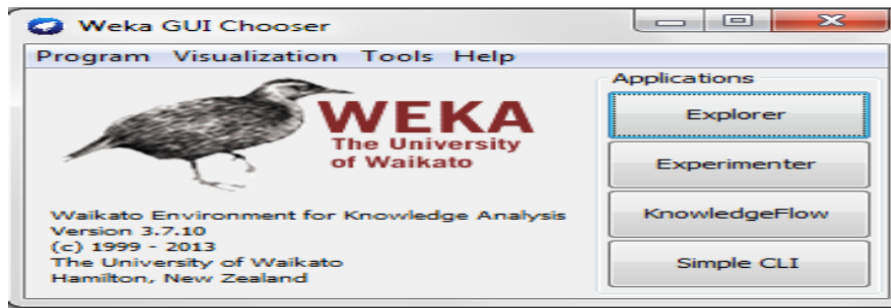 Weka GUI Chooser
Program Visualization Tools Help
WEKA
The University
of Waikato
Waikato Environment for Knowledge Analysis
Version 3.7.10
(c) 1999 - 2013
The University of Waikato
Hamilton, New Zealand
Applications
Explorer
Experimenter
KnowledgeFlow
Simple CLI